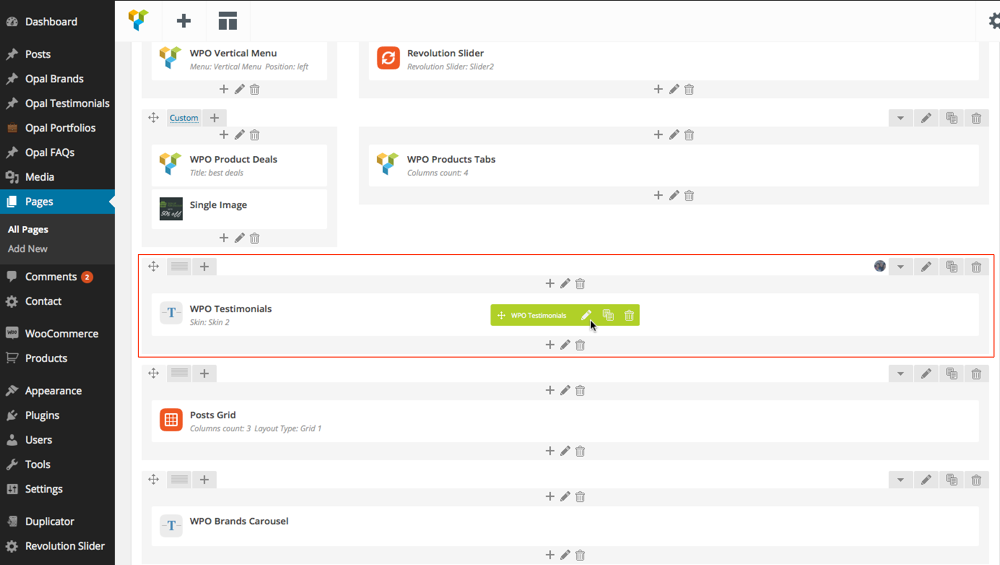 Dashboard
Posts
Opal Brands
Opal Testimonials
Opal Portfolios
Opal FAQs
Media
Pages
All Pages
Add New
Comments 2
Contact
WooCommerce
Products
Appearance
Plugins
Users
Tools
Settings
Duplicator
Revolution Slider
WPO Vertical Menu
Menu: Vertical Menu Position: left
Revolution Slider
Revolution Slider: Slider2
Custom
WPO Product Deals
Title: best deals
Single Image
WPO Products Tabs
Columns count: 4
WPO Testimonials
Skin: Skin 2
WPO Testimonials
Posts Grid
Columns count: 3 Layout Type: Grid 1
WPO Brands Carousel